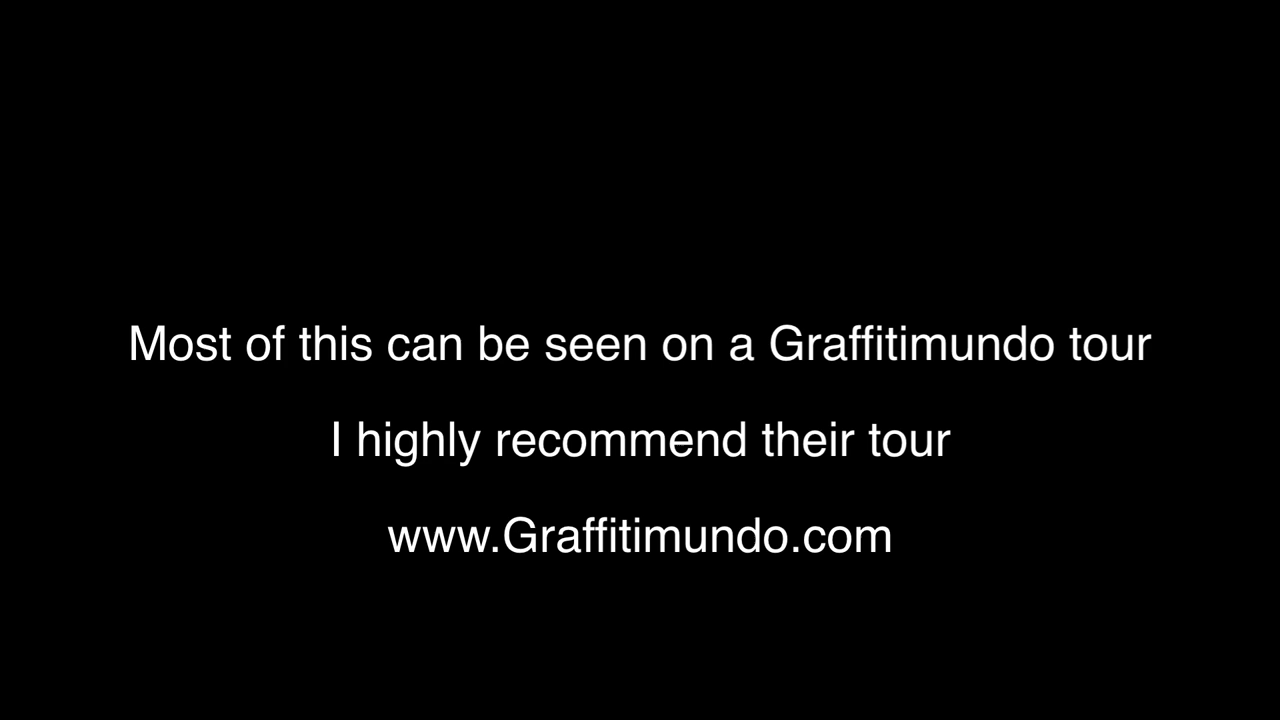 Most of this can be seen on a Graffitimundo tour
I highly recommend their tour
www.Graffitimundo.com